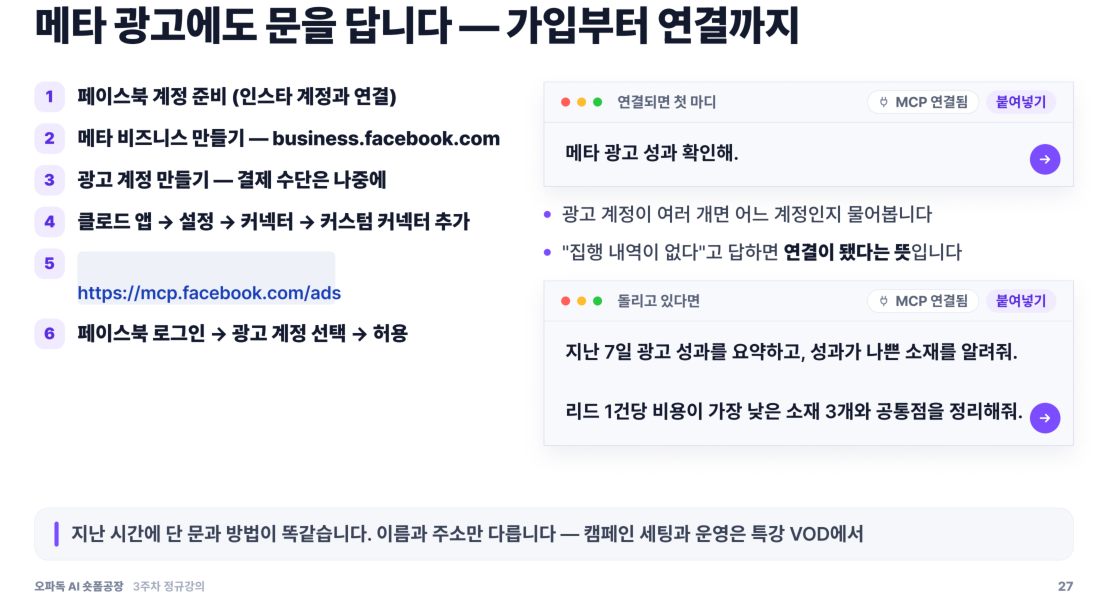 메타 광고에도 문을 답니다 — 가입부터 연결까지
1 페이스북 계정 준비 (인스타 계정과 연결)
2 메타 비즈니스 만들기 — business.facebook.com
3 광고 계정 만들기 — 결제 수단은 나중에
4 클로드 앱 → 설정 → 커넥터 → 커스텀 커넥터 추가
5
https://mcp.facebook.com/ads
6 페이스북 로그인 → 광고 계정 선택 → 허용
연결되면 첫 마디 MCP 연결됨 붙여넣기
메타 광고 성과 확인해.
• 광고 계정이 여러 개면 어느 계정인지 물어봅니다
• "집행 내역이 없다"고 답하면 연결이 됐다는 뜻입니다
돌리고 있다면 MCP 연결됨 붙여넣기
지난 7일 광고 성과를 요약하고, 성과가 나쁜 소재를 알려줘.
리드 1건당 비용이 가장 낮은 소재 3개와 공통점을 정리해줘.
지난 시간에 단 문과 방법이 똑같습니다. 이름과 주소만 다릅니다 — 캠페인 세팅과 운영은 특강 VOD에서
오파독 AI 숏폼공장 3주차 정규강의 27